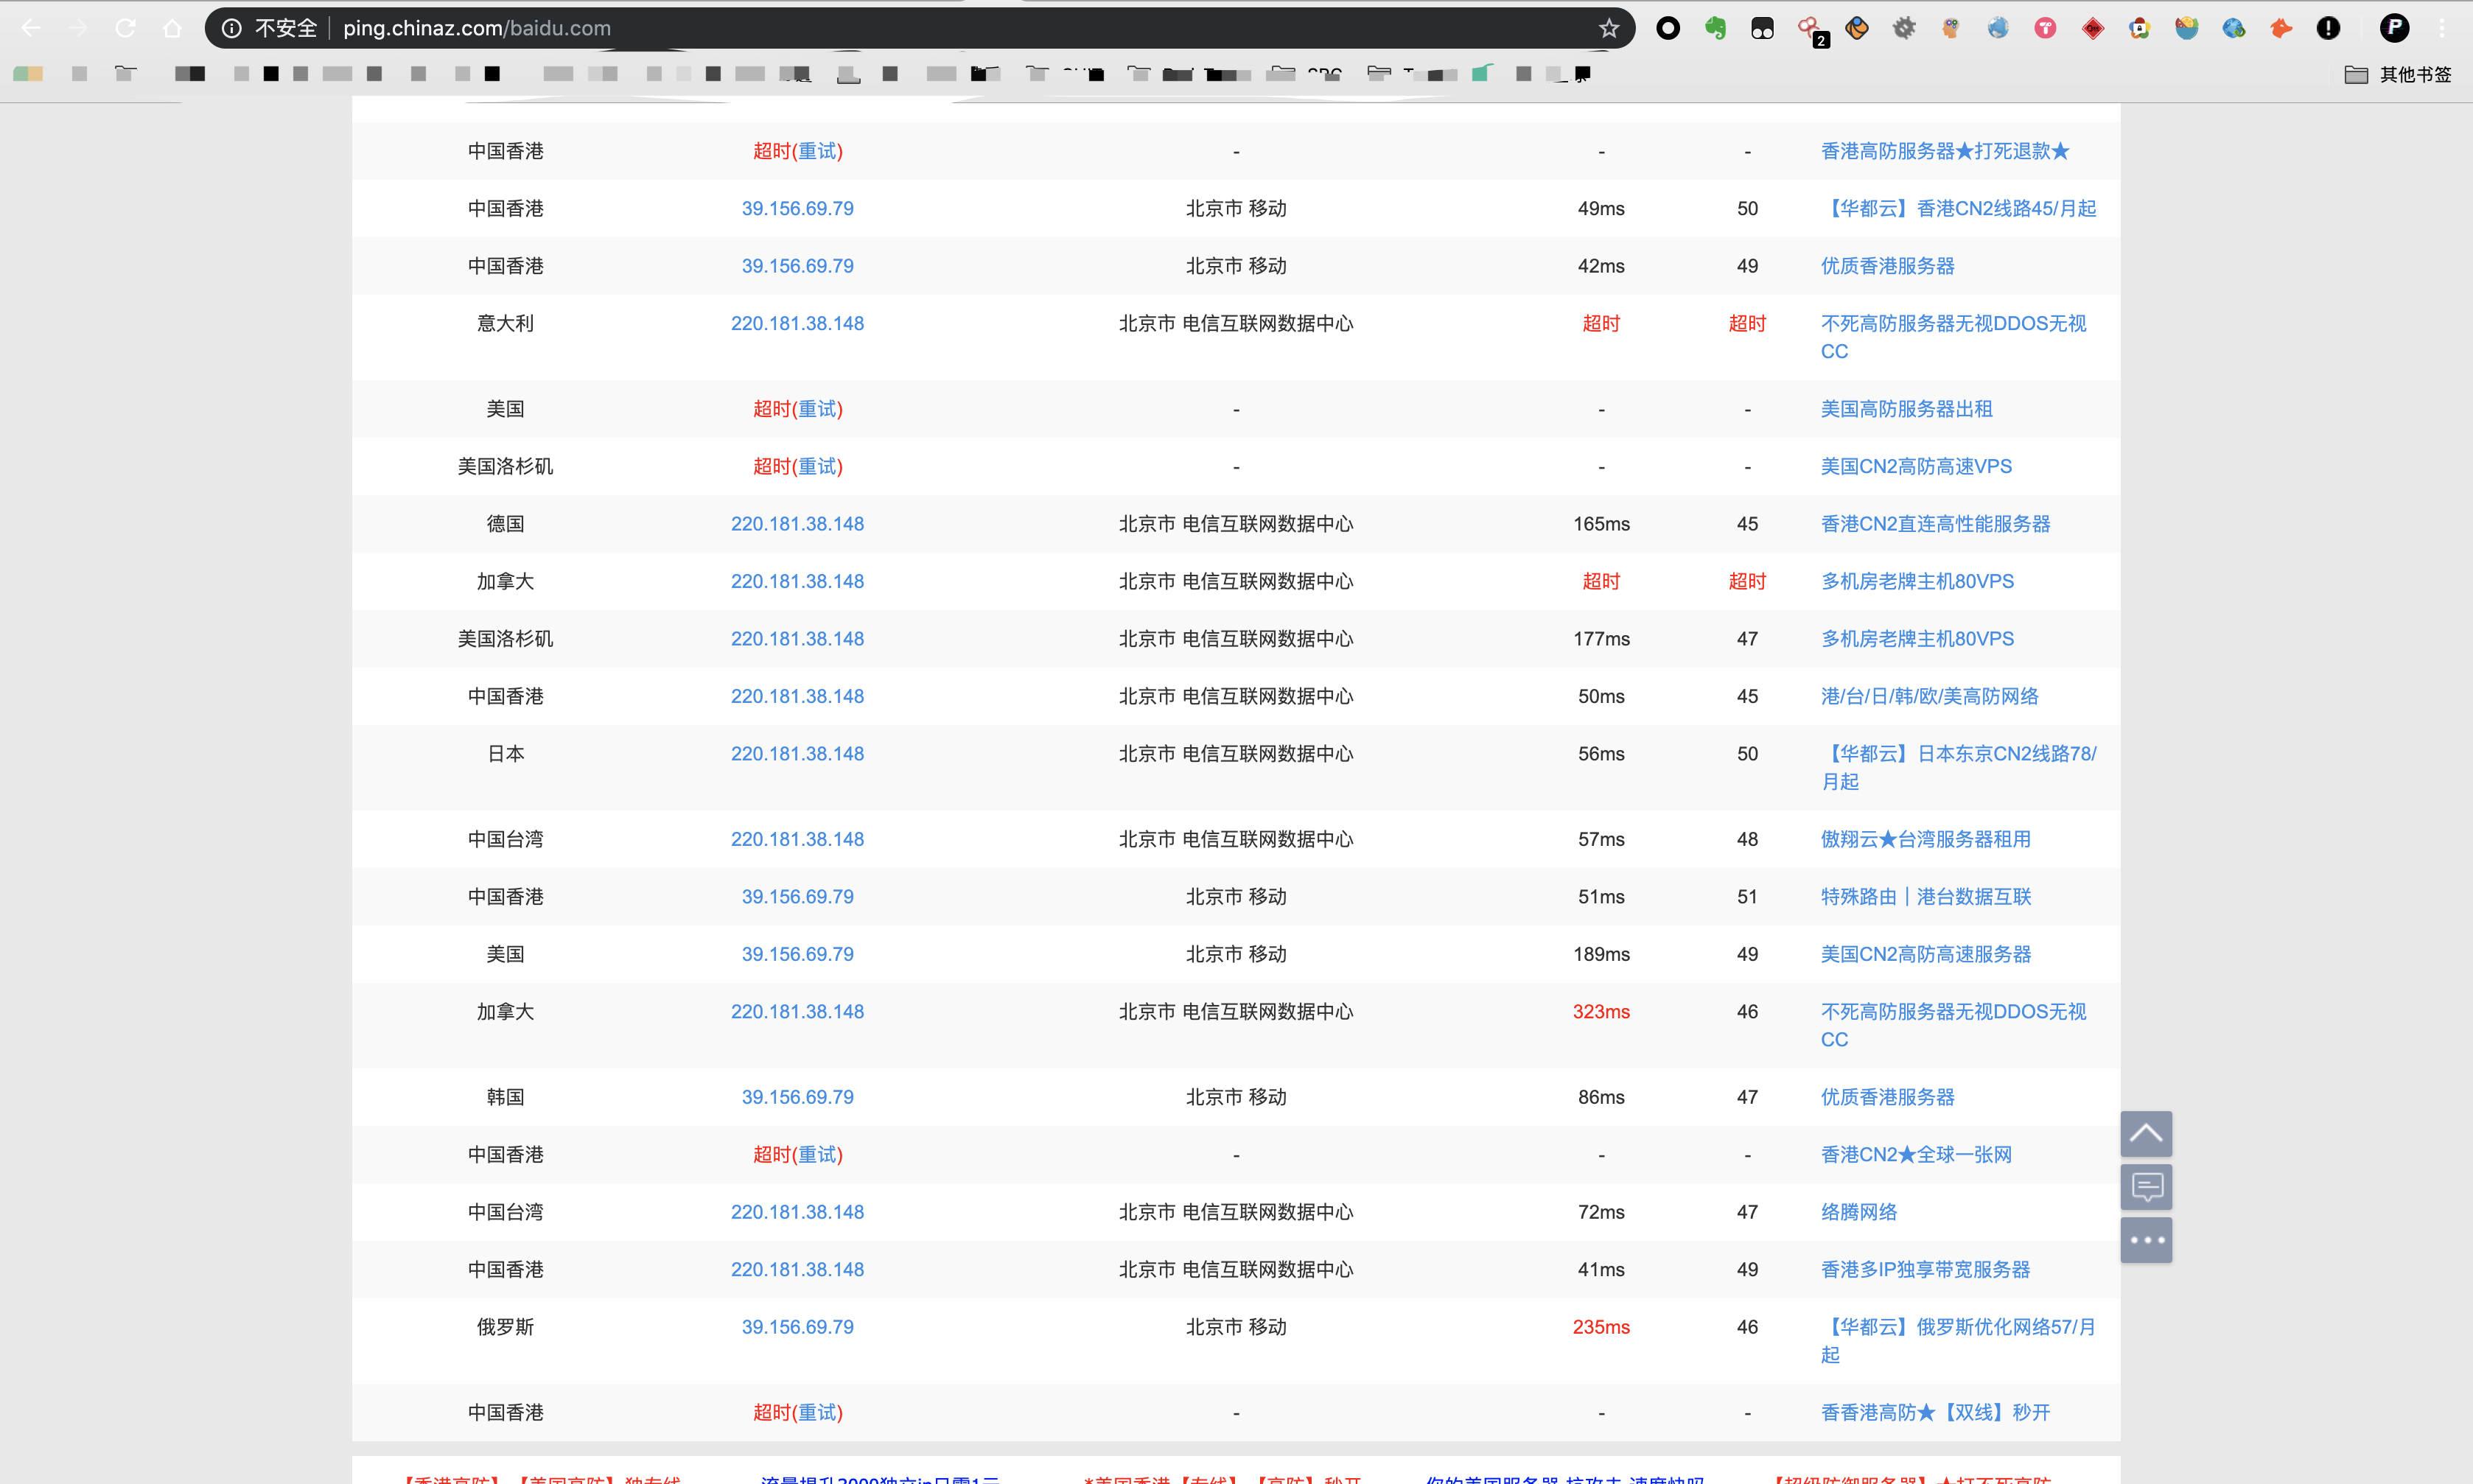 不安全 ping.chinaz.com/baidu.com 2
其他书签
中国香港 超时(重试) - - - 香港高防服务器★打死退款★
中国香港 39.156.69.79 北京市 移动 49ms 50 【华都云】香港CN2线路45/月起
中国香港 39.156.69.79 北京市 移动 42ms 49 优质香港服务器
意大利 220.181.38.148 北京市 电信互联网数据中心 超时 超时 不死高防服务器无视DDOS无视
CC
美国 超时(重试) - - - 美国高防服务器出租
美国洛杉矶 超时(重试) - - - 美国CN2高防高速VPS
德国 220.181.38.148 北京市 电信互联网数据中心 165ms 45 香港CN2直连高性能服务器
加拿大 220.181.38.148 北京市 电信互联网数据中心 超时 超时 多机房老牌主机80VPS
美国洛杉矶 220.181.38.148 北京市 电信互联网数据中心 177ms 47 多机房老牌主机80VPS
中国香港 220.181.38.148 北京市 电信互联网数据中心 50ms 45 港/台/日/韩/欧/美高防网络
日本 220.181.38.148 北京市 电信互联网数据中心 56ms 50 【华都云】日本东京CN2线路78/
月起
中国台湾 220.181.38.148 北京市 电信互联网数据中心 57ms 48 傲翔云★台湾服务器租用
中国香港 39.156.69.79 北京市 移动 51ms 51 特殊路由｜港台数据互联
美国 39.156.69.79 北京市 移动 189ms 49 美国CN2高防高速服务器
加拿大 220.181.38.148 北京市 电信互联网数据中心 323ms 46 不死高防服务器无视DDOS无视
CC
韩国 39.156.69.79 北京市 移动 86ms 47 优质香港服务器
中国香港 超时(重试) - - - 香港CN2★全球一张网
中国台湾 220.181.38.148 北京市 电信互联网数据中心 72ms 47 络腾网络
中国香港 220.181.38.148 北京市 电信互联网数据中心 41ms 49 香港多IP独享带宽服务器
俄罗斯 39.156.69.79 北京市 移动 235ms 46 【华都云】俄罗斯优化网络57/月
起
中国香港 超时(重试) - - - 香香港高防★【双线】秒开